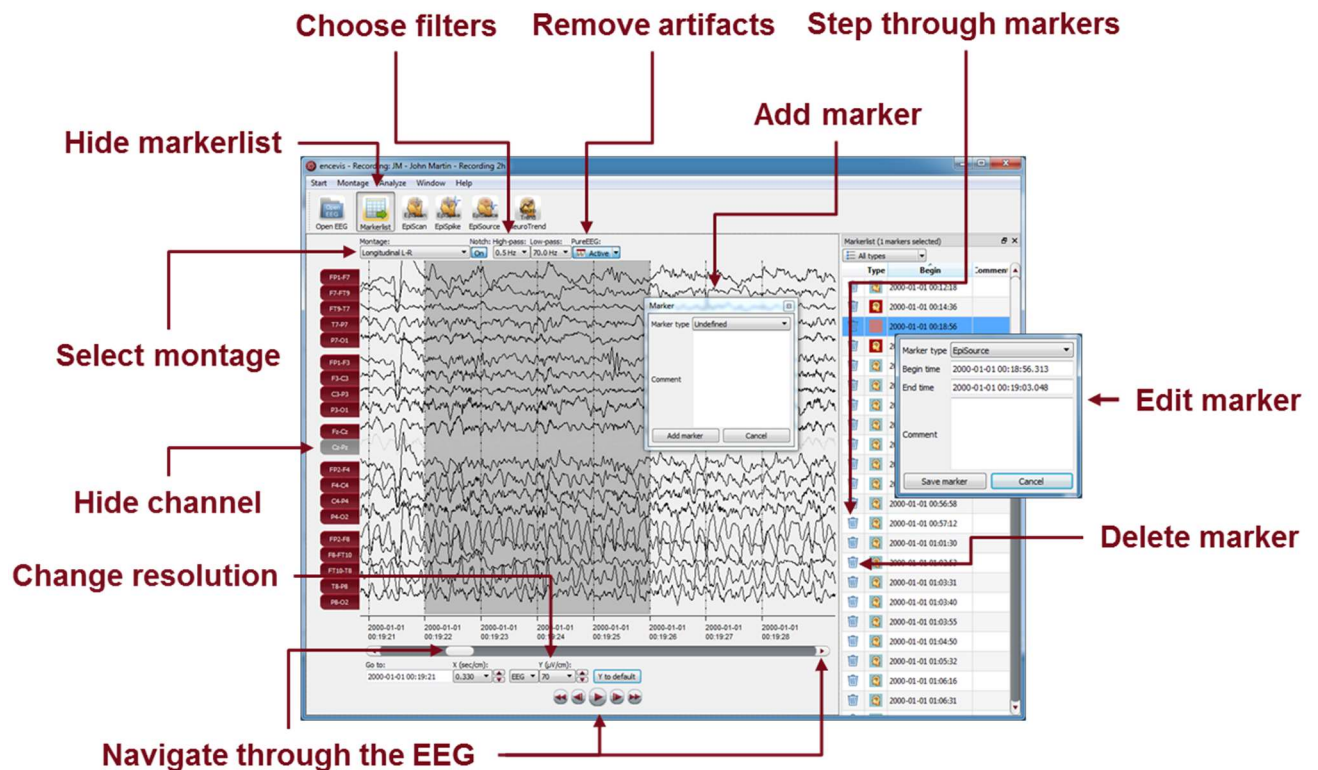 Choose filters
Remove artifacts
Step through markers
Add marker
Hide markerlist
encevis - Recording: JM - John Martin - Recording 2h
Start Montage Analyze Window Help
Open EEG Markerlist EpiScan EpiSpike EpiSource NeuroTrend
Montage: Notch: High-pass: Low-pass: PureEEG:
Longitudinal L-R On 0.5 Hz 70.0 Hz Active
Markerlist (1 markers selected)
All types
Type Begin Comment
2000-01-01 00:12:18
2000-01-01 00:14:36
2000-01-01 00:18:56
2000-01-01 00:56:58
2000-01-01 00:57:12
2000-01-01 01:01:30
2000-01-01 01:03:31
2000-01-01 01:03:40
2000-01-01 01:03:55
2000-01-01 01:04:50
2000-01-01 01:05:32
2000-01-01 01:06:16
2000-01-01 01:06:31
FP1-F7
F7-FT9
FT9-T7
T7-P7
P7-O1
FP1-F3
F3-C3
C3-P3
P3-O1
Fz-Cz
Cz-Pz
FP2-F4
F4-C4
C4-P4
P4-O2
FP2-F8
F8-FT10
FT10-T8
T8-P8
P8-O2
Marker
Marker type Undefined
Comment
Add marker Cancel
Marker type EpiSource
Begin time 2000-01-01 00:18:56.313
End time 2000-01-01 00:19:03.048
Comment
Save marker Cancel
Select montage
Edit marker
Hide channel
Delete marker
Change resolution
2000-01-01 2000-01-01 2000-01-01 2000-01-01 2000-01-01 2000-01-01 2000-01-01 2000-01-01
00:19:21 00:19:22 00:19:23 00:19:24 00:19:25 00:19:26 00:19:27 00:19:28
Go to: X (sec/cm): Y (µV/cm):
2000-01-01 00:19:21 0.330 EEG 70 Y to default
Navigate through the EEG